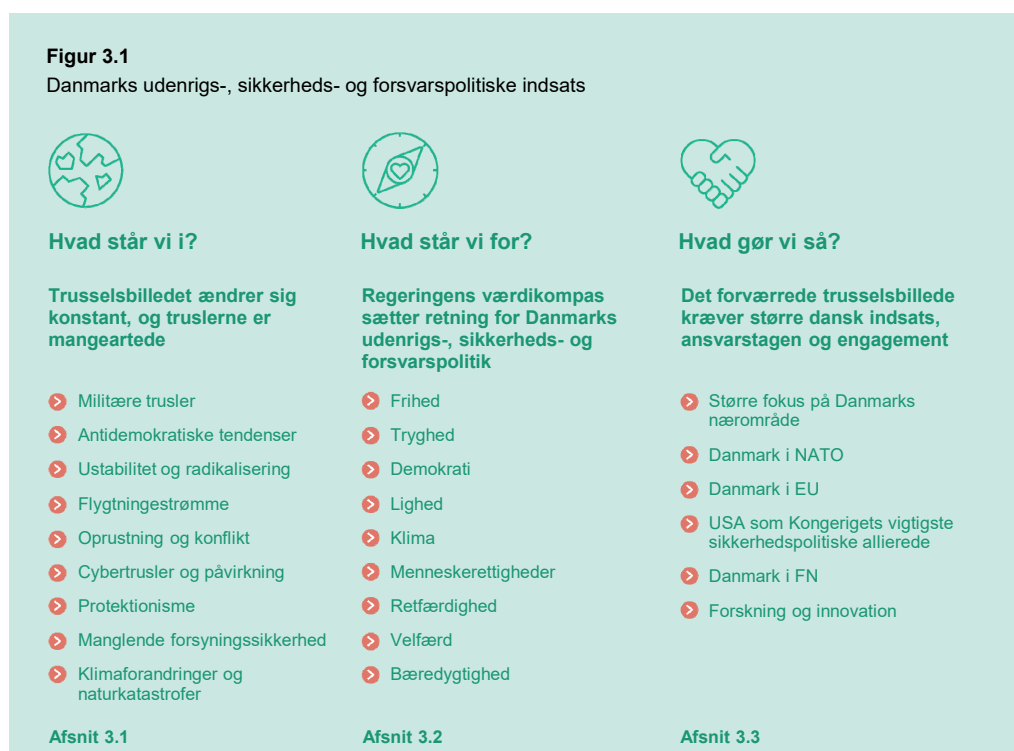 Figur 3.1
Danmarks udenrigs-, sikkerheds- og forsvarspolitiske indsats
Hvad står vi i?
Trusselsbilledet ændrer sig
konstant, og truslerne er
mangeartede
Militære trusler
Antidemokratiske tendenser
Ustabilitet og radikalisering
Flygtningestrømme
Oprustning og konflikt
Cybertrusler og påvirkning
Protektionisme
Manglende forsyningssikkerhed
Klimaforandringer og
naturkatastrofer
Afsnit 3.1
Hvad står vi for?
Regeringens værdikompas
sætter retning for Danmarks
udenrigs-, sikkerheds- og
forsvarspolitik
Frihed
Tryghed
Demokrati
Lighed
Klima
Menneskerettigheder
Retfærdighed
Velfærd
Bæredygtighed
Afsnit 3.2
Hvad gør vi så?
Det forværrede trusselsbillede
kræver større dansk indsats,
ansvarstagen og engagement
Større fokus på Danmarks
nærområde
Danmark i NATO
Danmark i EU
USA som Kongerigets vigtigste
sikkerhedspolitiske allierede
Danmark i FN
Forskning og innovation
Afsnit 3.3